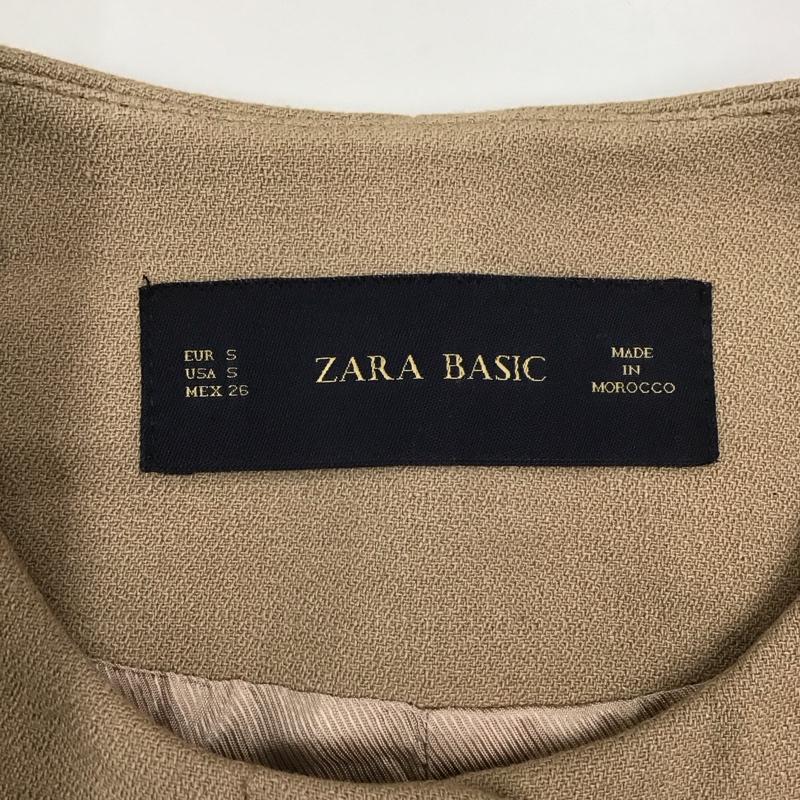 EUR S
USA S
MEX 26
ZARA BASIC
MADE
IN
MOROCCO